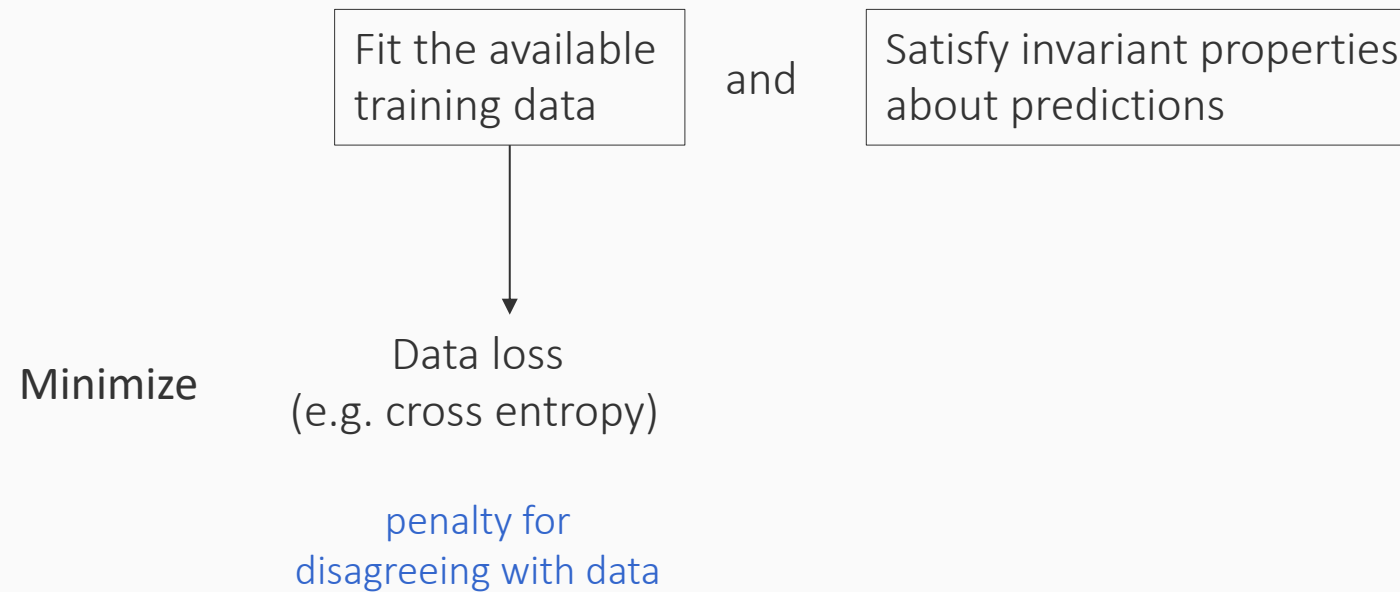 Fit the available
training data
and
Satisfy invariant properties
about predictions
Minimize
Data loss
(e.g. cross entropy)
penalty for
disagreeing with data